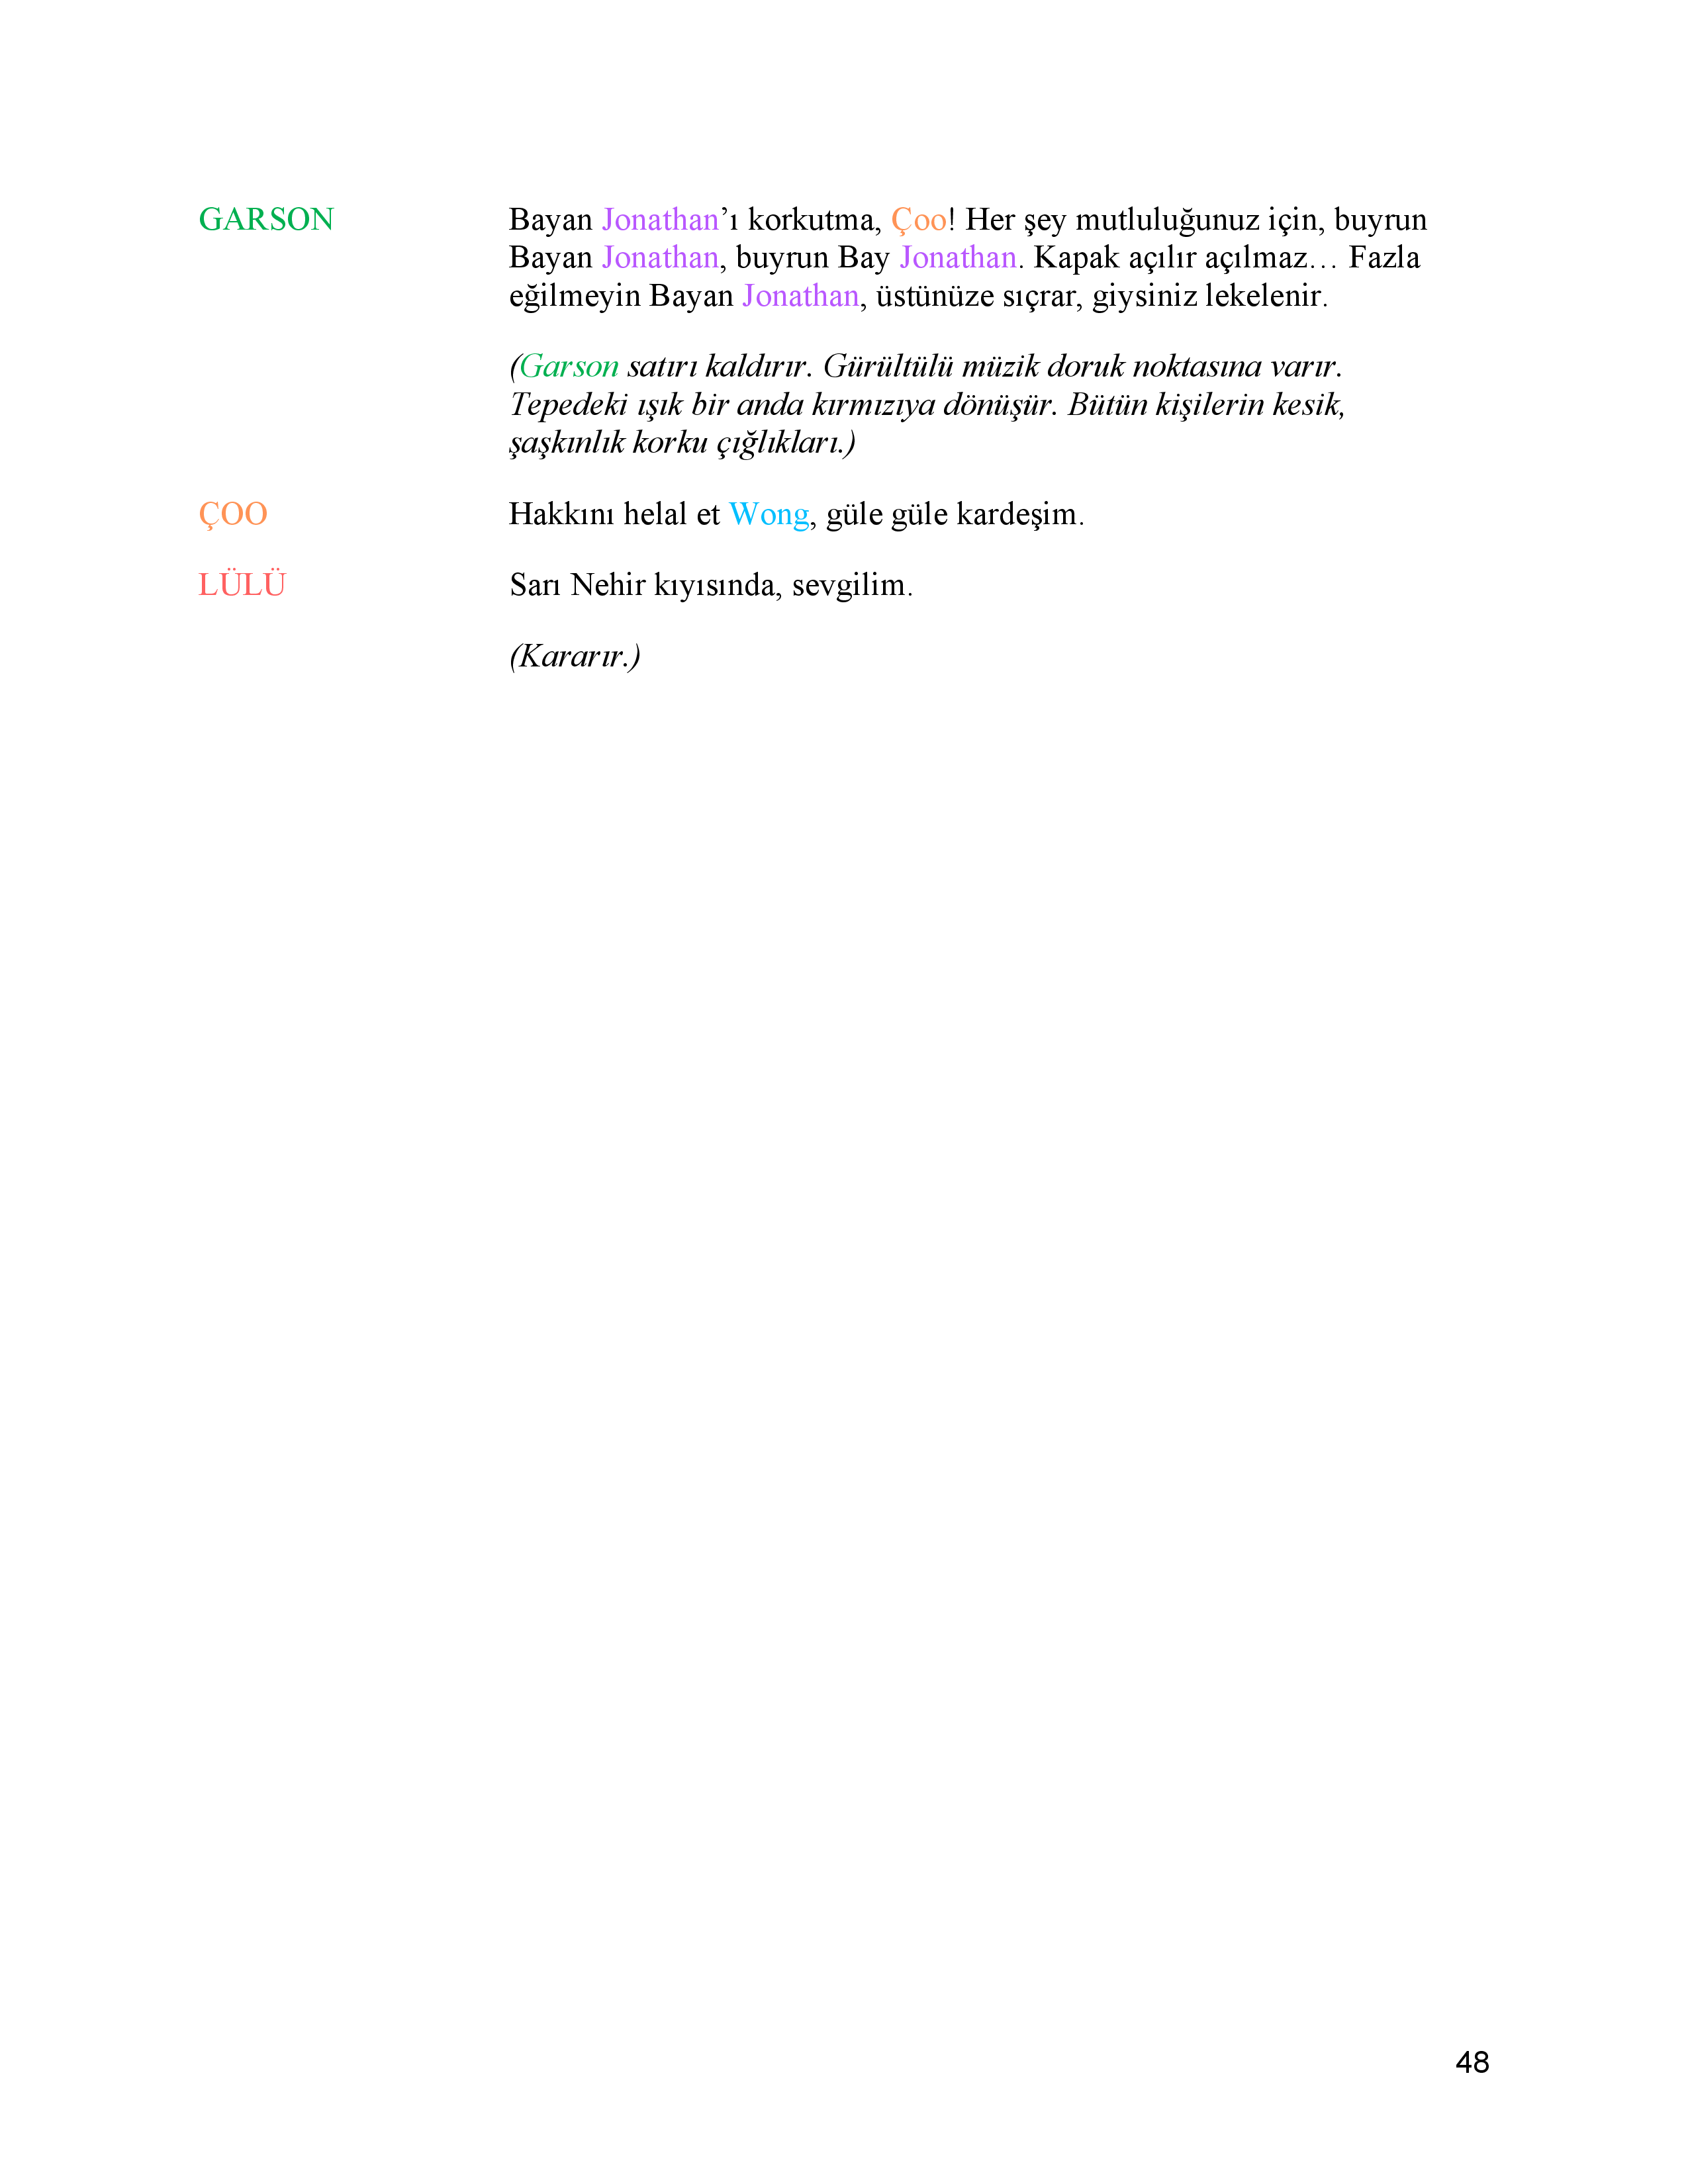 GARSON Bayan Jonathan’ı korkutma, Çoo! Her şey mutluluğunuz için, buyrun
Bayan Jonathan, buyrun Bay Jonathan. Kapak açılır açılmaz… Fazla
eğilmeyin Bayan Jonathan, üstünüze sıçrar, giysiniz lekelenir.
(Garson satırı kaldırır. Gürültülü müzik doruk noktasına varır.
Tepedeki ışık bir anda kırmızıya dönüşür. Bütün kişilerin kesik,
şaşkınlık korku çığlıkları.)
ÇOO Hakkını helal et Wong, güle güle kardeşim.
LÜLÜ Sarı Nehir kıyısında, sevgilim.
(Kararır.)
48